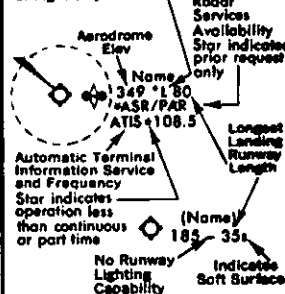 Radar
Services
Availability
Star indicates
prior request
only
Aerodrome
Elev
Name
349 *L 80
*ASR/PAR
ATIS*108.5
Longest
Landing
Runway
Length
Automatic Terminal
Information Service
and Frequency
Star indicates
operation less
than continuous
or part time
(Name)
185 - 35s
No Runway
Lighting
Capability
Indicates
Soft Surface